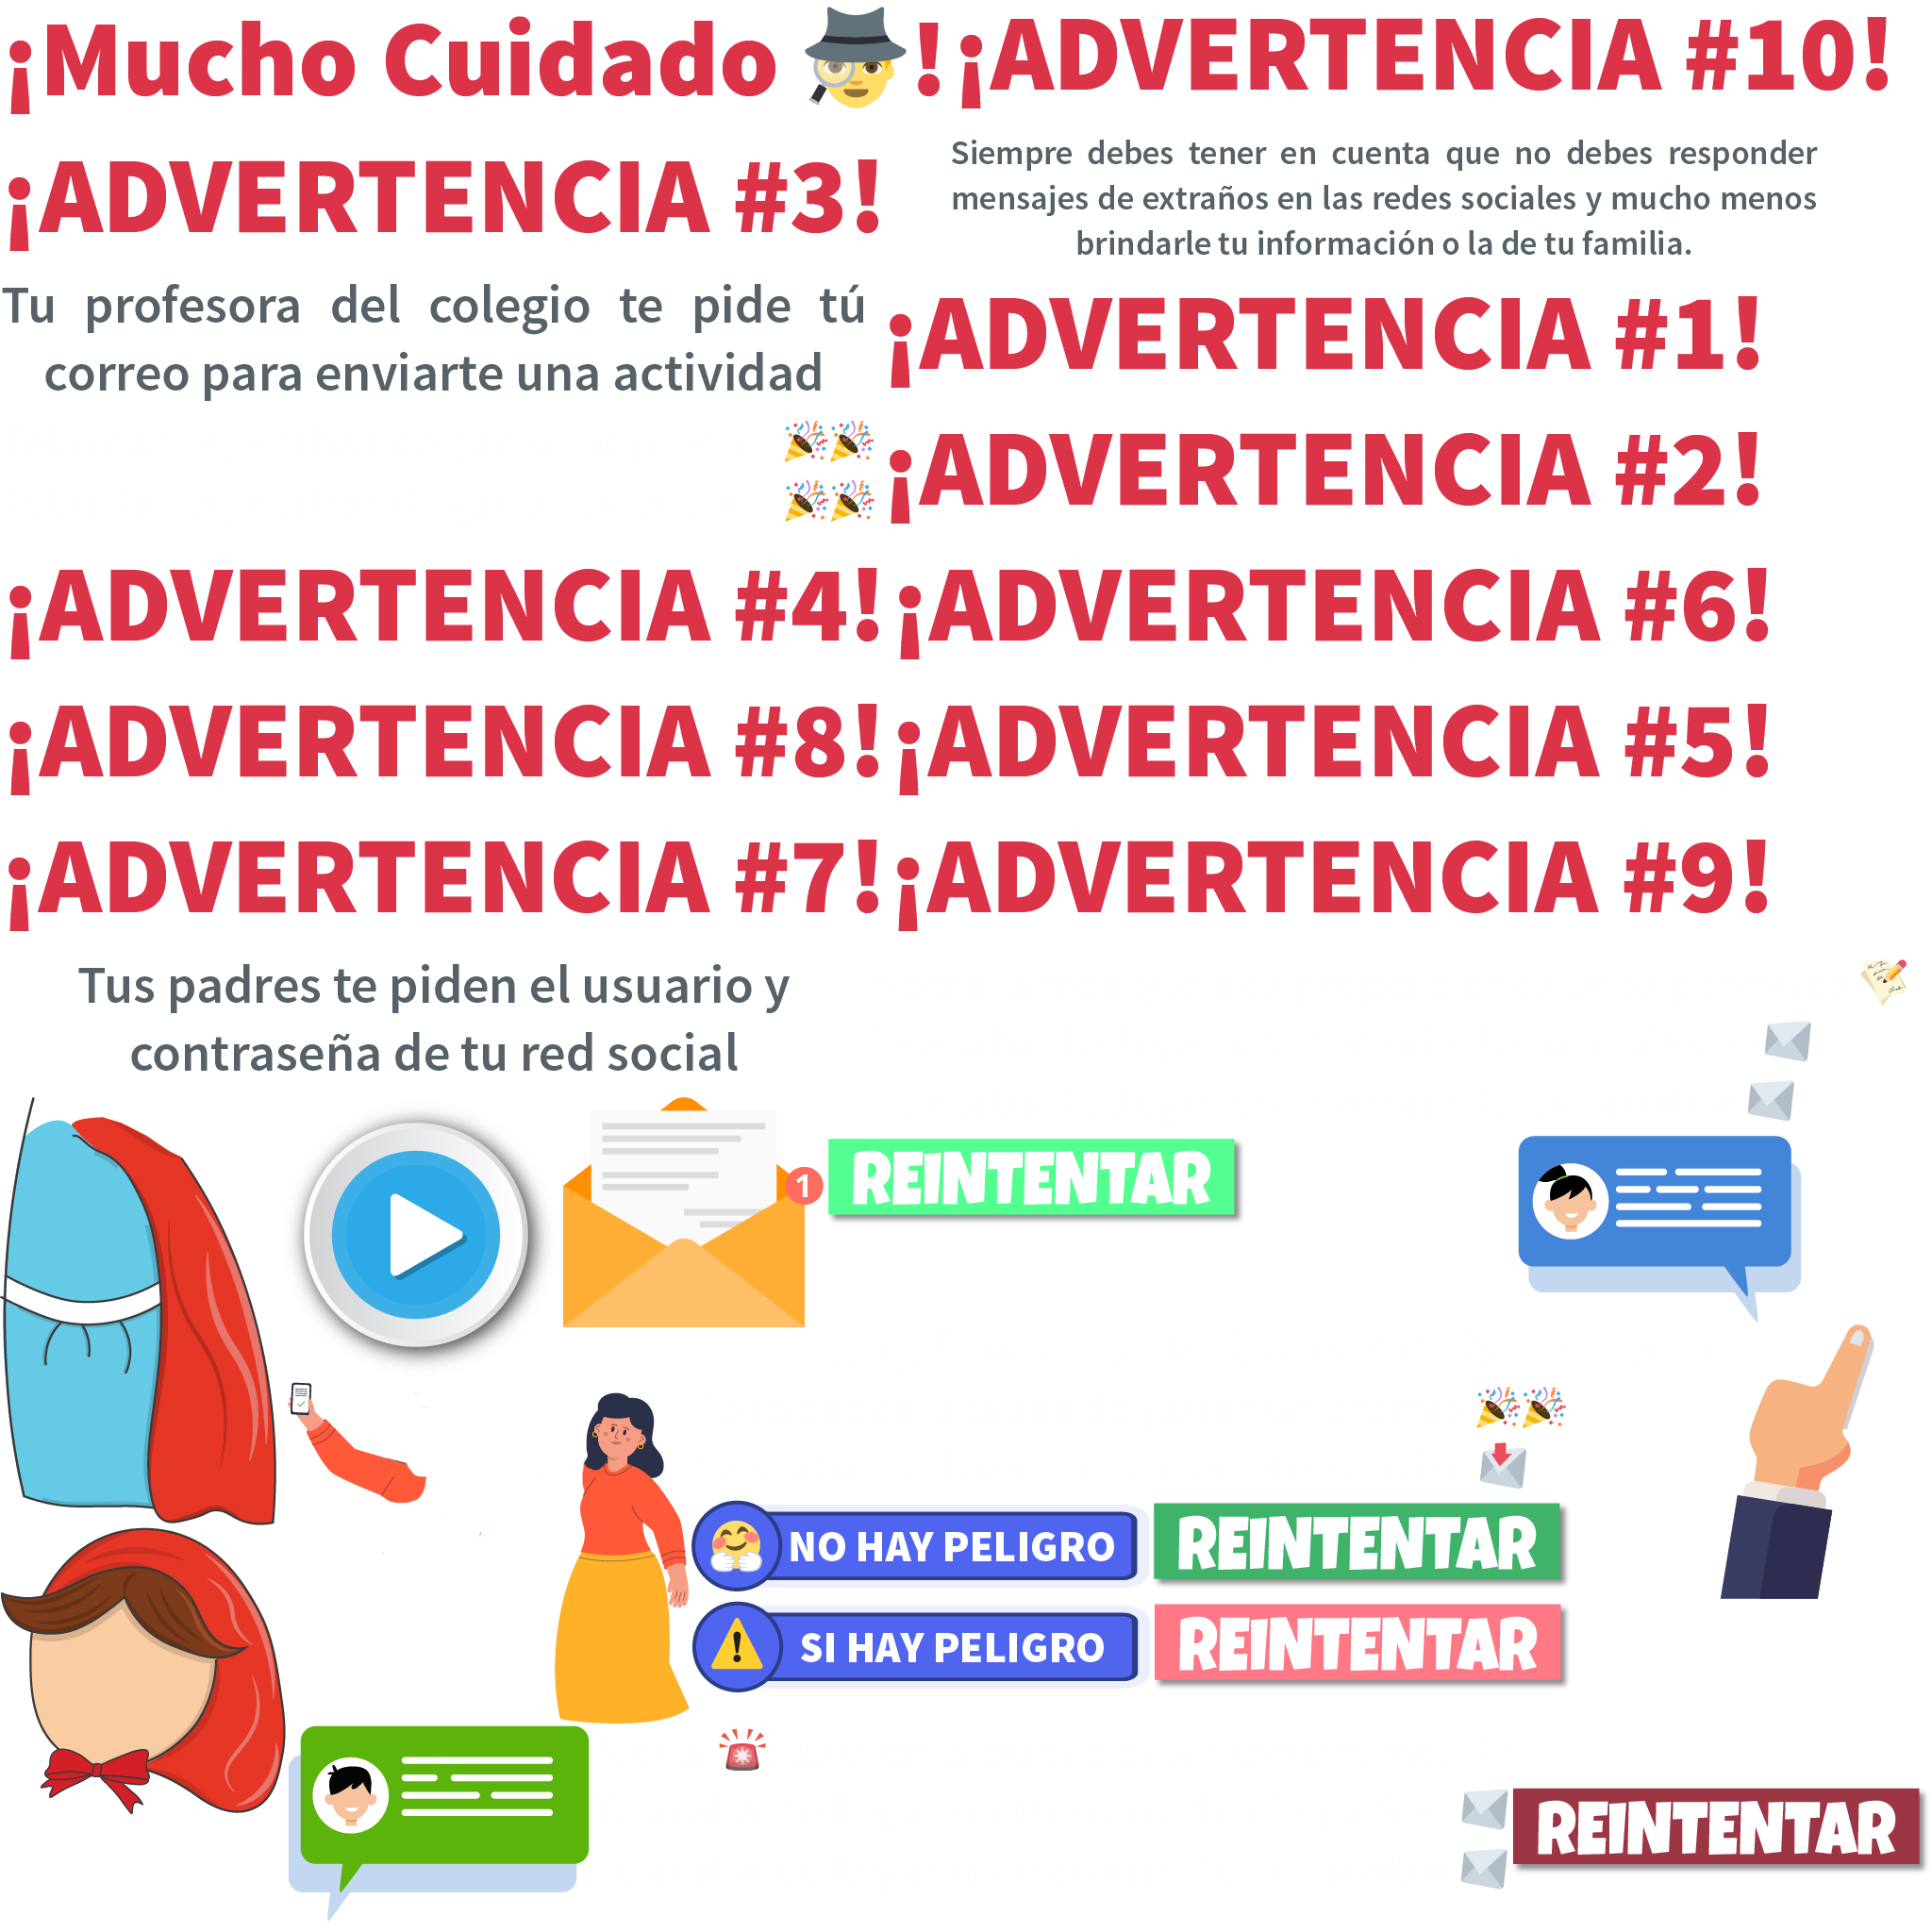 ¡Mucho Cuidado !
¡ADVERTENCIA #10!
¡ADVERTENCIA #3!
Siempre debes tener en cuenta que no debes responder
mensajes de extraños en las redes sociales y mucho menos
brindarle tu información o la de tu familia.
Tu profesora del colegio te pide tú
correo para enviarte una actividad
¡ADVERTENCIA #1!
¡ADVERTENCIA #2!
¡ADVERTENCIA #4!
¡ADVERTENCIA #6!
¡ADVERTENCIA #8!
¡ADVERTENCIA #5!
¡ADVERTENCIA #7!
¡ADVERTENCIA #9!
Tus padres te piden el usuario y
contraseña de tu red social
1
REINTENTAR
NO HAY PELIGRO
REINTENTAR
SI HAY PELIGRO
REINTENTAR
REINTENTAR